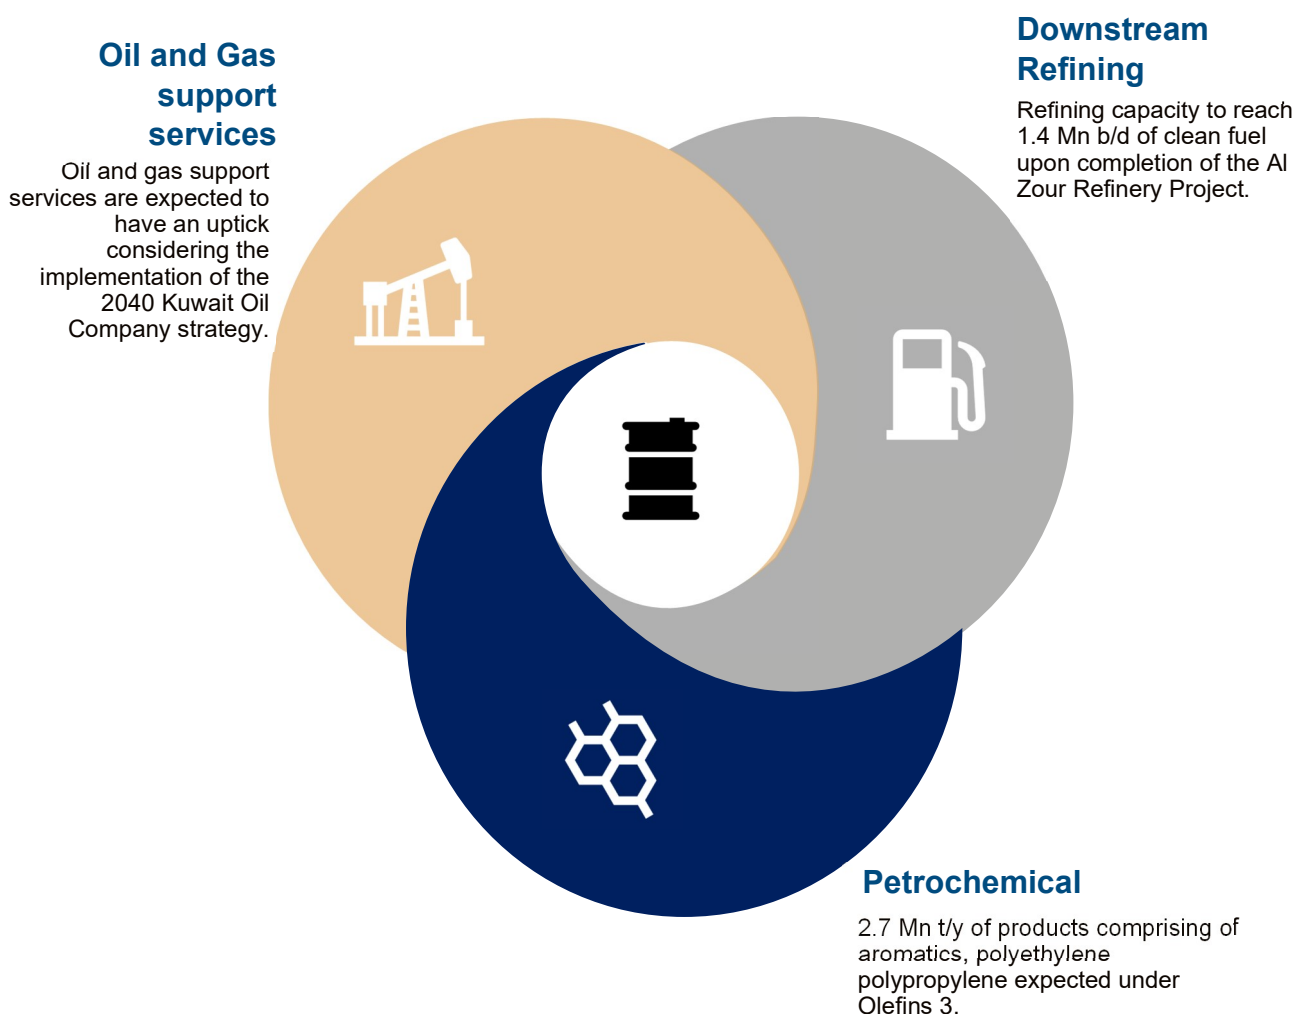 Oil and Gas
support
services
Oil and gas support
services are expected to
have an uptick
considering the
implementation of the
2040 Kuwait Oil
Company strategy.
Downstream
Refining
Refining capacity to reach
1.4 Mn b/d of clean fuel
upon completion of the Al
Zour Refinery Project.
Petrochemical
2.7 Mn t/y of products comprising of
aromatics, polyethylene
polypropylene expected under
Olefins 3.